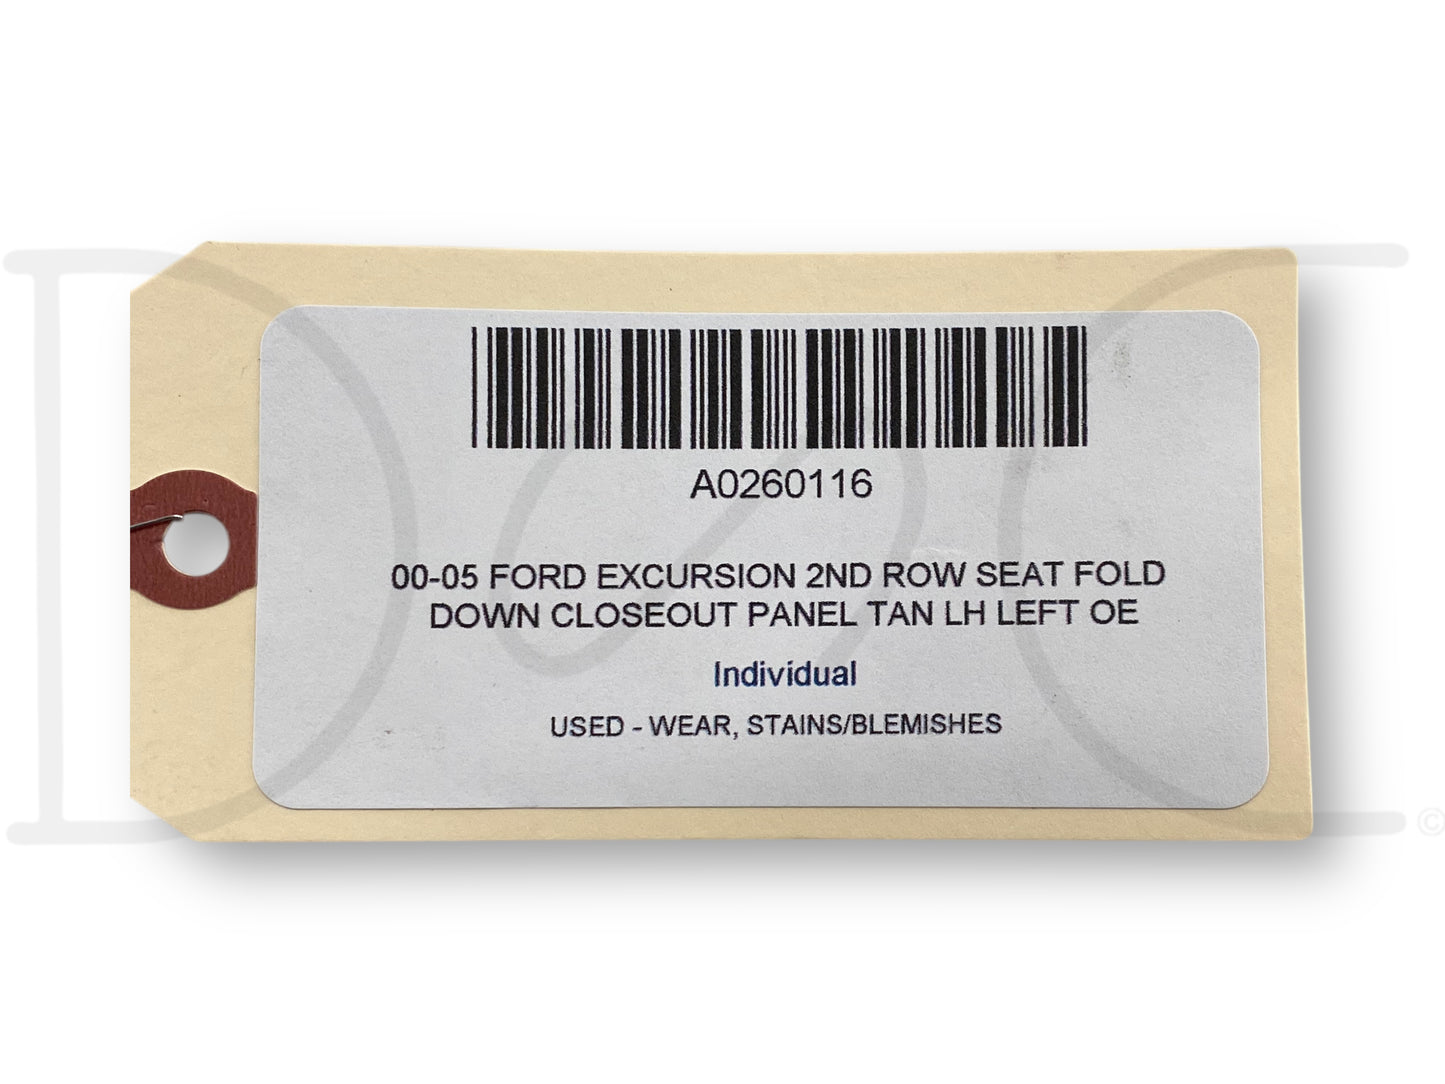 A0260116
00-05 FORD EXCURSION 2ND ROW SEAT FOLD
DOWN CLOSEOUT PANEL TAN LH LEFT OE
Individual
USED - WEAR, STAINS/BLEMISHES
©